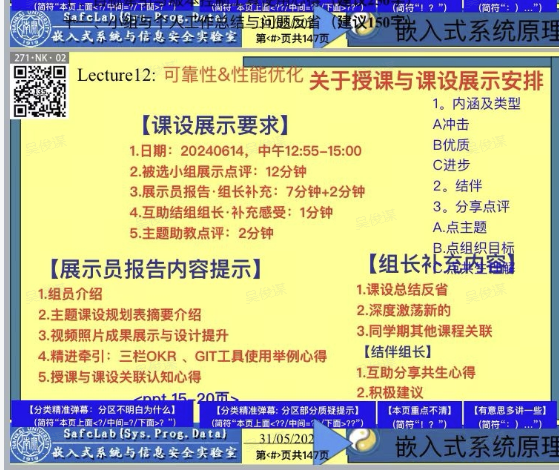 (简符"本页上面</?/中间=?/下面>?")
(简符"！？")
(简符"：）…")
小组与个人工作总结与问题反省（建议150字）
SafcLab(Sys.Prog.Data)
嵌入式系统与信息安全实验室
第<#>页共147页
嵌入式系统原理
271·NK·02
Lecture12: 可靠性&性能优化
关于授课与课设展示安排
【课设展示要求】
1.日期：20240614，中午12:55-15:00
2.被选小组展示点评：12分钟
3.展示员报告·组长补充：7分钟+2分钟
4.互助结组组长·补充感受：1分钟
5.主题助教点评：2分钟
1。内涵及类型
A冲击
B优质
C进步
2。结伴
3。分享点评
A.点主题
B.点组织目标
【展示员报告内容提示】
1.组员介绍
2.主题课设规划表摘要介绍
3.视频照片成果展示与设计提升
4.精进牵引：三栏OKR 、GIT工具使用举例心得
5.授课与课设关联认知心得
<ppt 15-20页>
【组长补充内容】
1.课设总结反省
2.深度激荡新的
3.同学期其他课程关联
【结伴组长】
1.互助分享共生心得
2.积极建议
【分类精准弹幕：分区不明白为什么】
(简符"本页上面<?/中间=?/下面>?")
【分类精准弹幕：分区部分质疑提示】
(简符"本页上面<?/中间=?/下面>?")
【本页重点不清】
(简符"！？")
【有意思多讲一些】
(简符"：）…")
SafcLab(Sys.Prog.Data)
嵌入式系统与信息安全实验室
31/05/202
第<#>页共147页
嵌入式系统原理